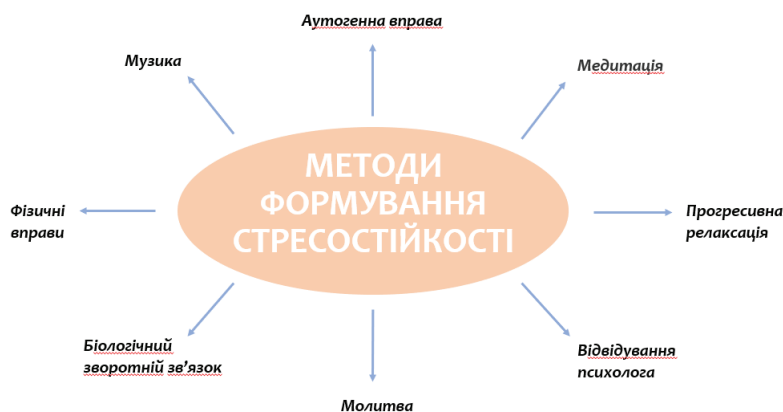 Аутогенна вправа
Музика
Медитація
МЕТОДИ
ФОРМУВАННЯ
СТРЕСОСТІЙКОСТІ
Фізичні
вправи
Прогресивна
релаксація
Біологічний
зворотній зв’язок
Відвідування
психолога
Молитва